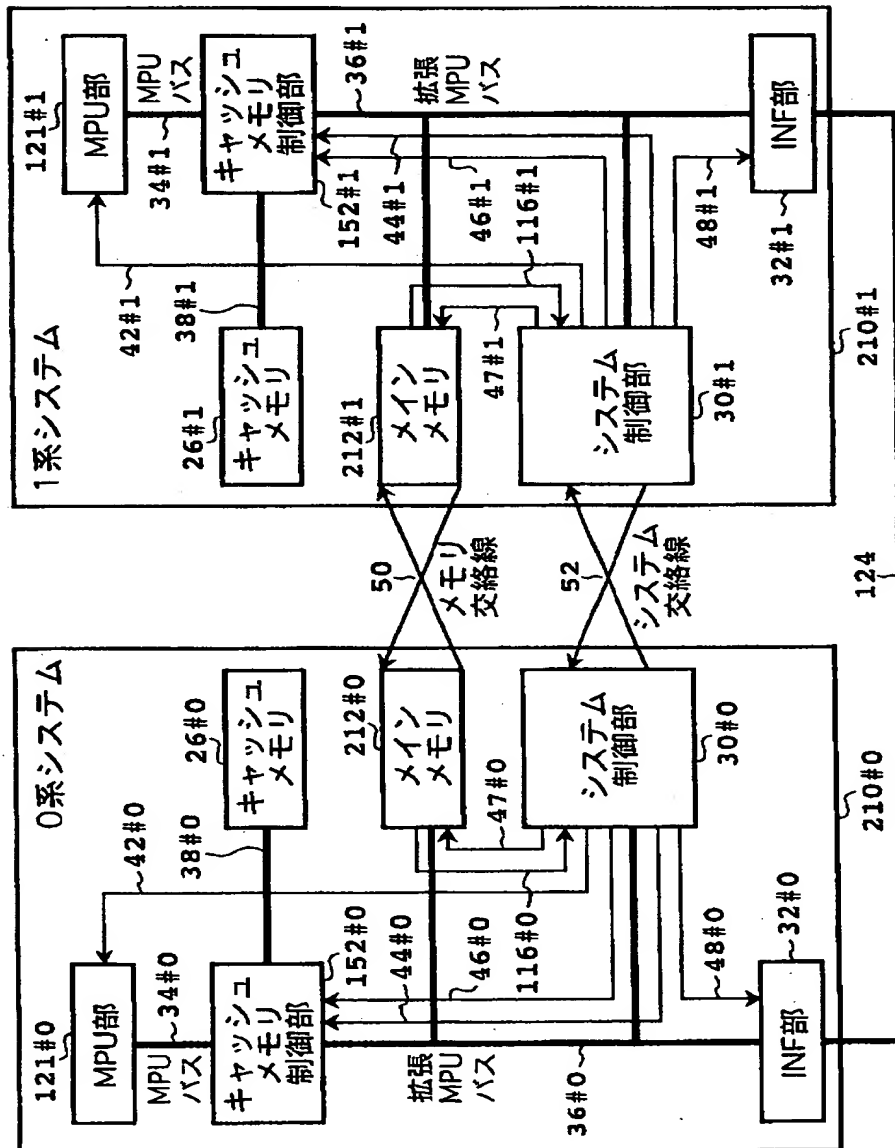 0系システム
121#0
MPU部
42#0
34#0
MPU
バス
38#0
キャッシュ
メモリ
制御部
152#0
キャッシュ
メモリ
26#0
44#0
46#0
拡張
MPU
バス
メイン
メモリ
212#0
47#0
116#0
システム
制御部
30#0
36#0
48#0
INF部
32#0
210#0
50
メモリ
交絡線
52
システム
交絡線
124
1系システム
121#1
MPU部
42#1
34#1
MPU
バス
38#1
26#1
キャッシュ
メモリ
キャッシュ
メモリ
制御部
152#1
36#1
拡張
MPU
バス
44#1
46#1
116#1
212#1
メイン
メモリ
47#1
システム
制御部
30#1
48#1
INF部
32#1
210#1